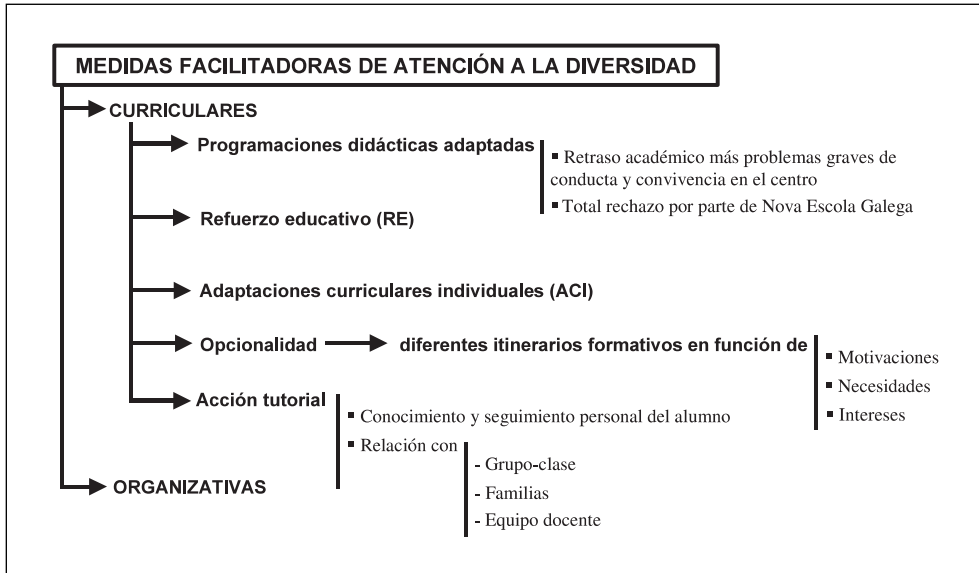 MEDIDAS FACILITADORAS DE ATENCIÓN A LA DIVERSIDAD
CURRICULARES
Programaciones didácticas adaptadas
▪ Retraso académico más problemas graves de
conducta y convivencia en el centro
▪ Total rechazo por parte de Nova Escola Galega
Refuerzo educativo (RE)
Adaptaciones curriculares individuales (ACI)
Opcionalidad
diferentes itinerarios formativos en función de
▪ Motivaciones
▪ Necesidades
▪ Intereses
Acción tutorial
▪ Conocimiento y seguimiento personal del alumno
▪ Relación con
- Grupo-clase
- Familias
- Equipo docente
ORGANIZATIVAS